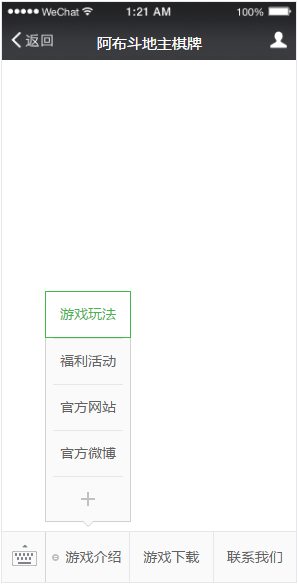 WeChat 1:21 AM 100%
返回 阿布斗地主棋牌
游戏玩法
福利活动
官方网站
官方微博
游戏介绍 游戏下载 联系我们